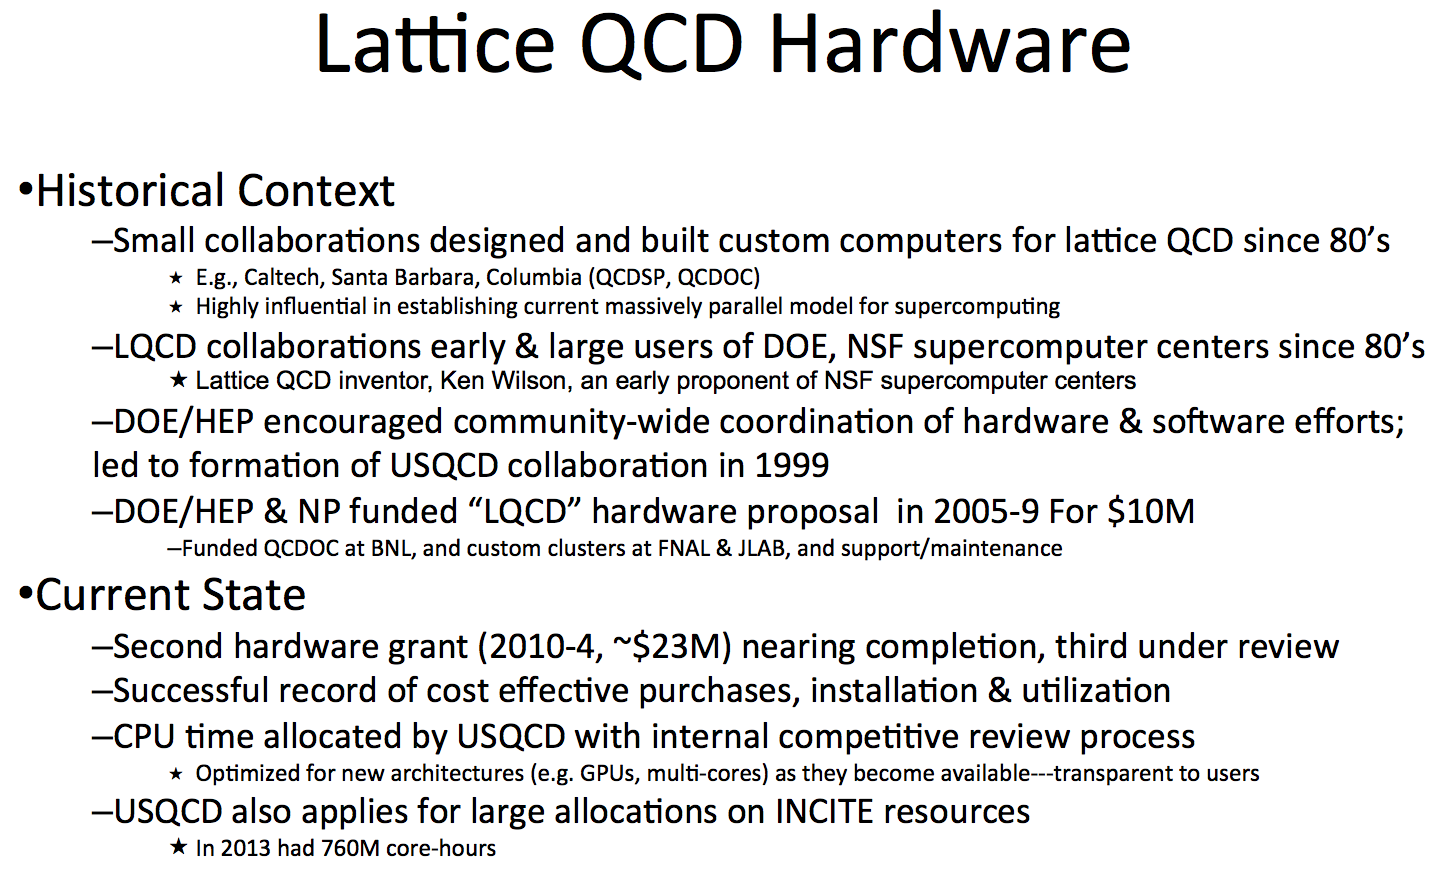 Lattice QCD Hardware
•Historical Context
–Small collaborations designed and built custom computers for lattice QCD since 80’s
★ E.g., Caltech, Santa Barbara, Columbia (QCDSP, QCDOC)
★ Highly influential in establishing current massively parallel model for supercomputing
–LQCD collaborations early & large users of DOE, NSF supercomputer centers since 80’s
★ Lattice QCD inventor, Ken Wilson, an early proponent of NSF supercomputer centers
–DOE/HEP encouraged community-wide coordination of hardware & software efforts;
led to formation of USQCD collaboration in 1999
–DOE/HEP & NP funded “LQCD” hardware proposal  in 2005-9 For $10M
–Funded QCDOC at BNL, and custom clusters at FNAL & JLAB, and support/maintenance
•Current State
–Second hardware grant (2010-4, ~$23M) nearing completion, third under review
–Successful record of cost effective purchases, installation & utilization
–CPU time allocated by USQCD with internal competitive review process
★ Optimized for new architectures (e.g. GPUs, multi-cores) as they become available---transparent to users
–USQCD also applies for large allocations on INCITE resources
★ In 2013 had 760M core-hours